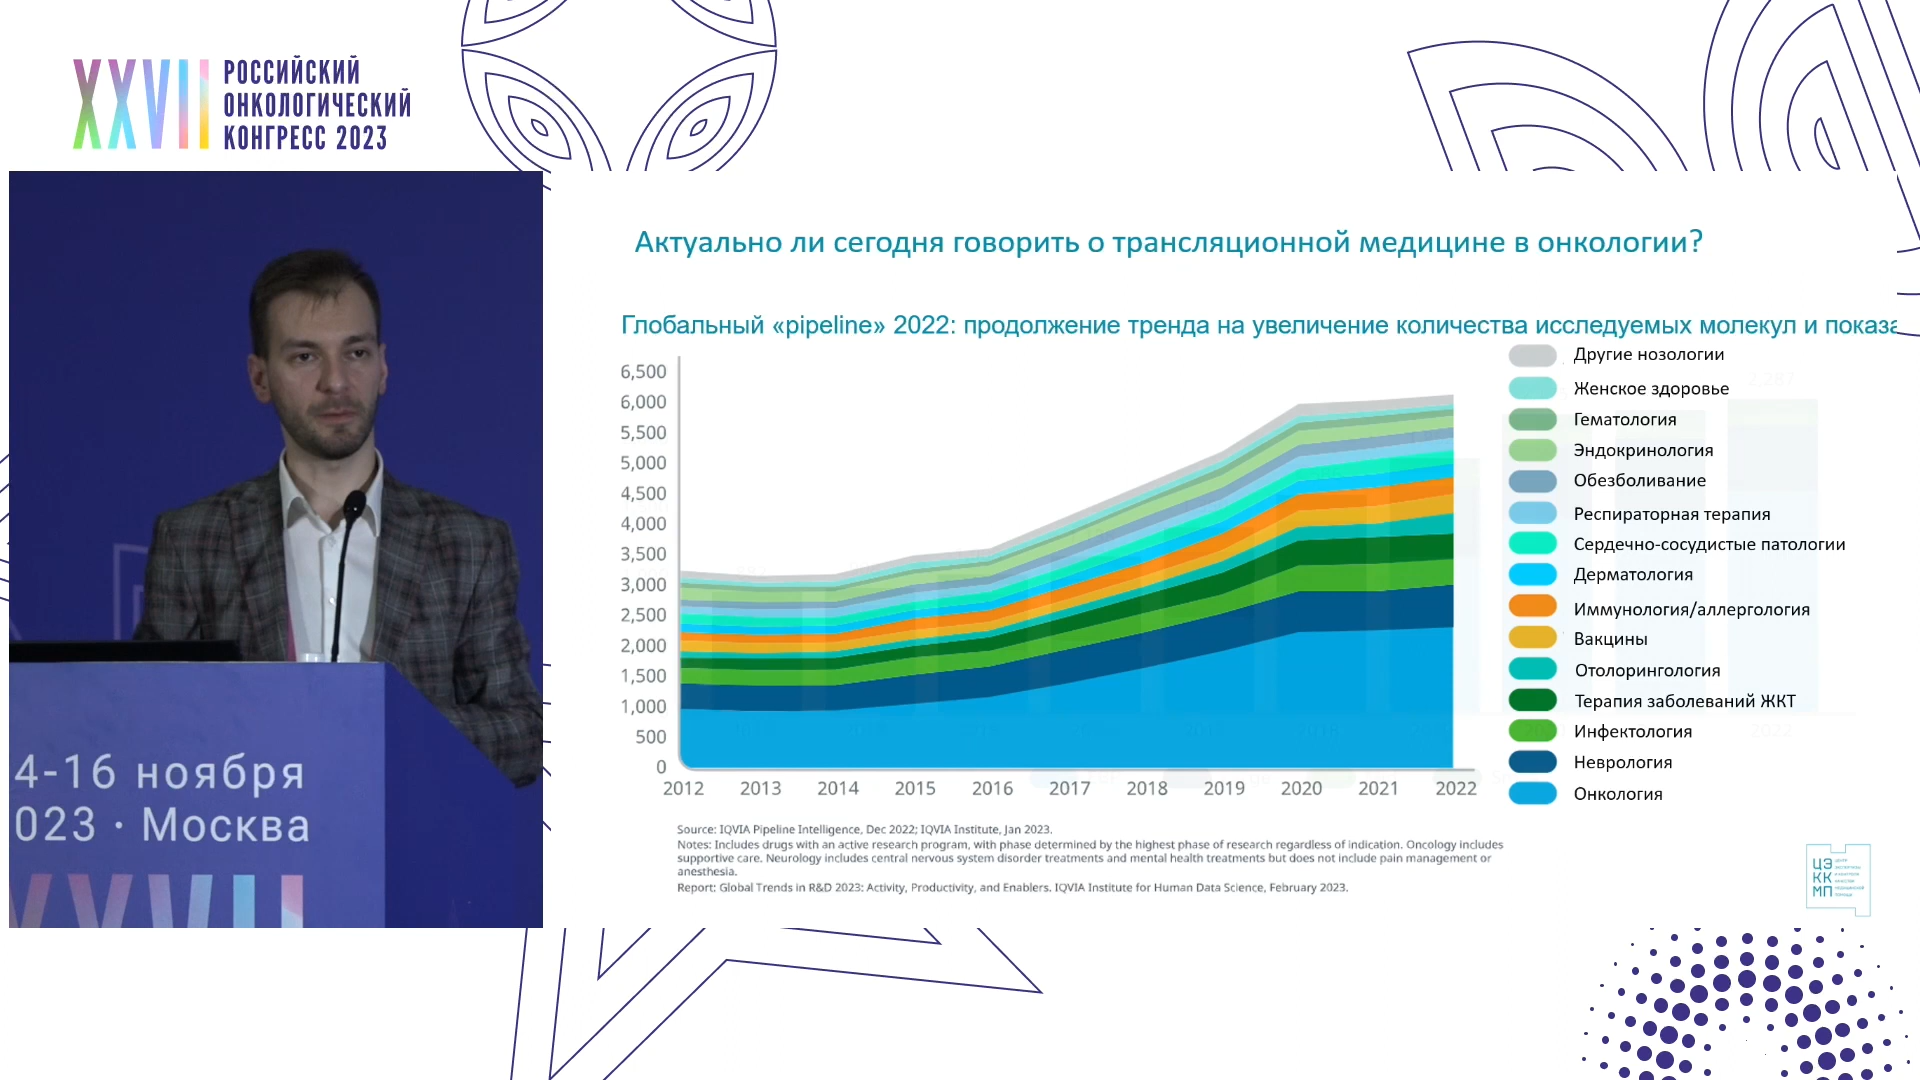 XXVII
РОССИЙСКИЙ
ОНКОЛОГИЧЕСКИЙ
КОНГРЕСС 2023
4-16 ноября
023 · Москва
XXVII
Актуально ли сегодня говорить о трансляционной медицине в онкологии?
Глобальный «pipeline» 2022: продолжение тренда на увеличение количества исследуемых молекул и показа
6,500
6,000
5,500
5,000
4,500
4,000
3,500
3,000
2,500
2,000
1,500
1,000
500
0
2012 2013 2014 2015 2016 2017 2018 2019 2020 2021 2022
Другие нозологии
Женское здоровье
Гематология
Эндокринология
Обезболивание
Респираторная терапия
Сердечно-сосудистые патологии
Дерматология
Иммунология/аллергология
Вакцины
Отолорингология
Терапия заболеваний ЖКТ
Инфектология
Неврология
Онкология
2,287
2022
Source: IQVIA Pipeline Intelligence, Dec 2022; IQVIA Institute, Jan 2023.
Notes: Includes drugs with an active research program, with phase determined by the highest phase of research regardless of indication. Oncology includes
supportive care. Neurology includes central nervous system disorder treatments and mental health treatments but does not include pain management or
anesthesia.
Report: Global Trends in R&D 2023: Activity, Productivity, and Enablers. IQVIA Institute for Human Data Science, February 2023.
ЦЭ
КК
МП